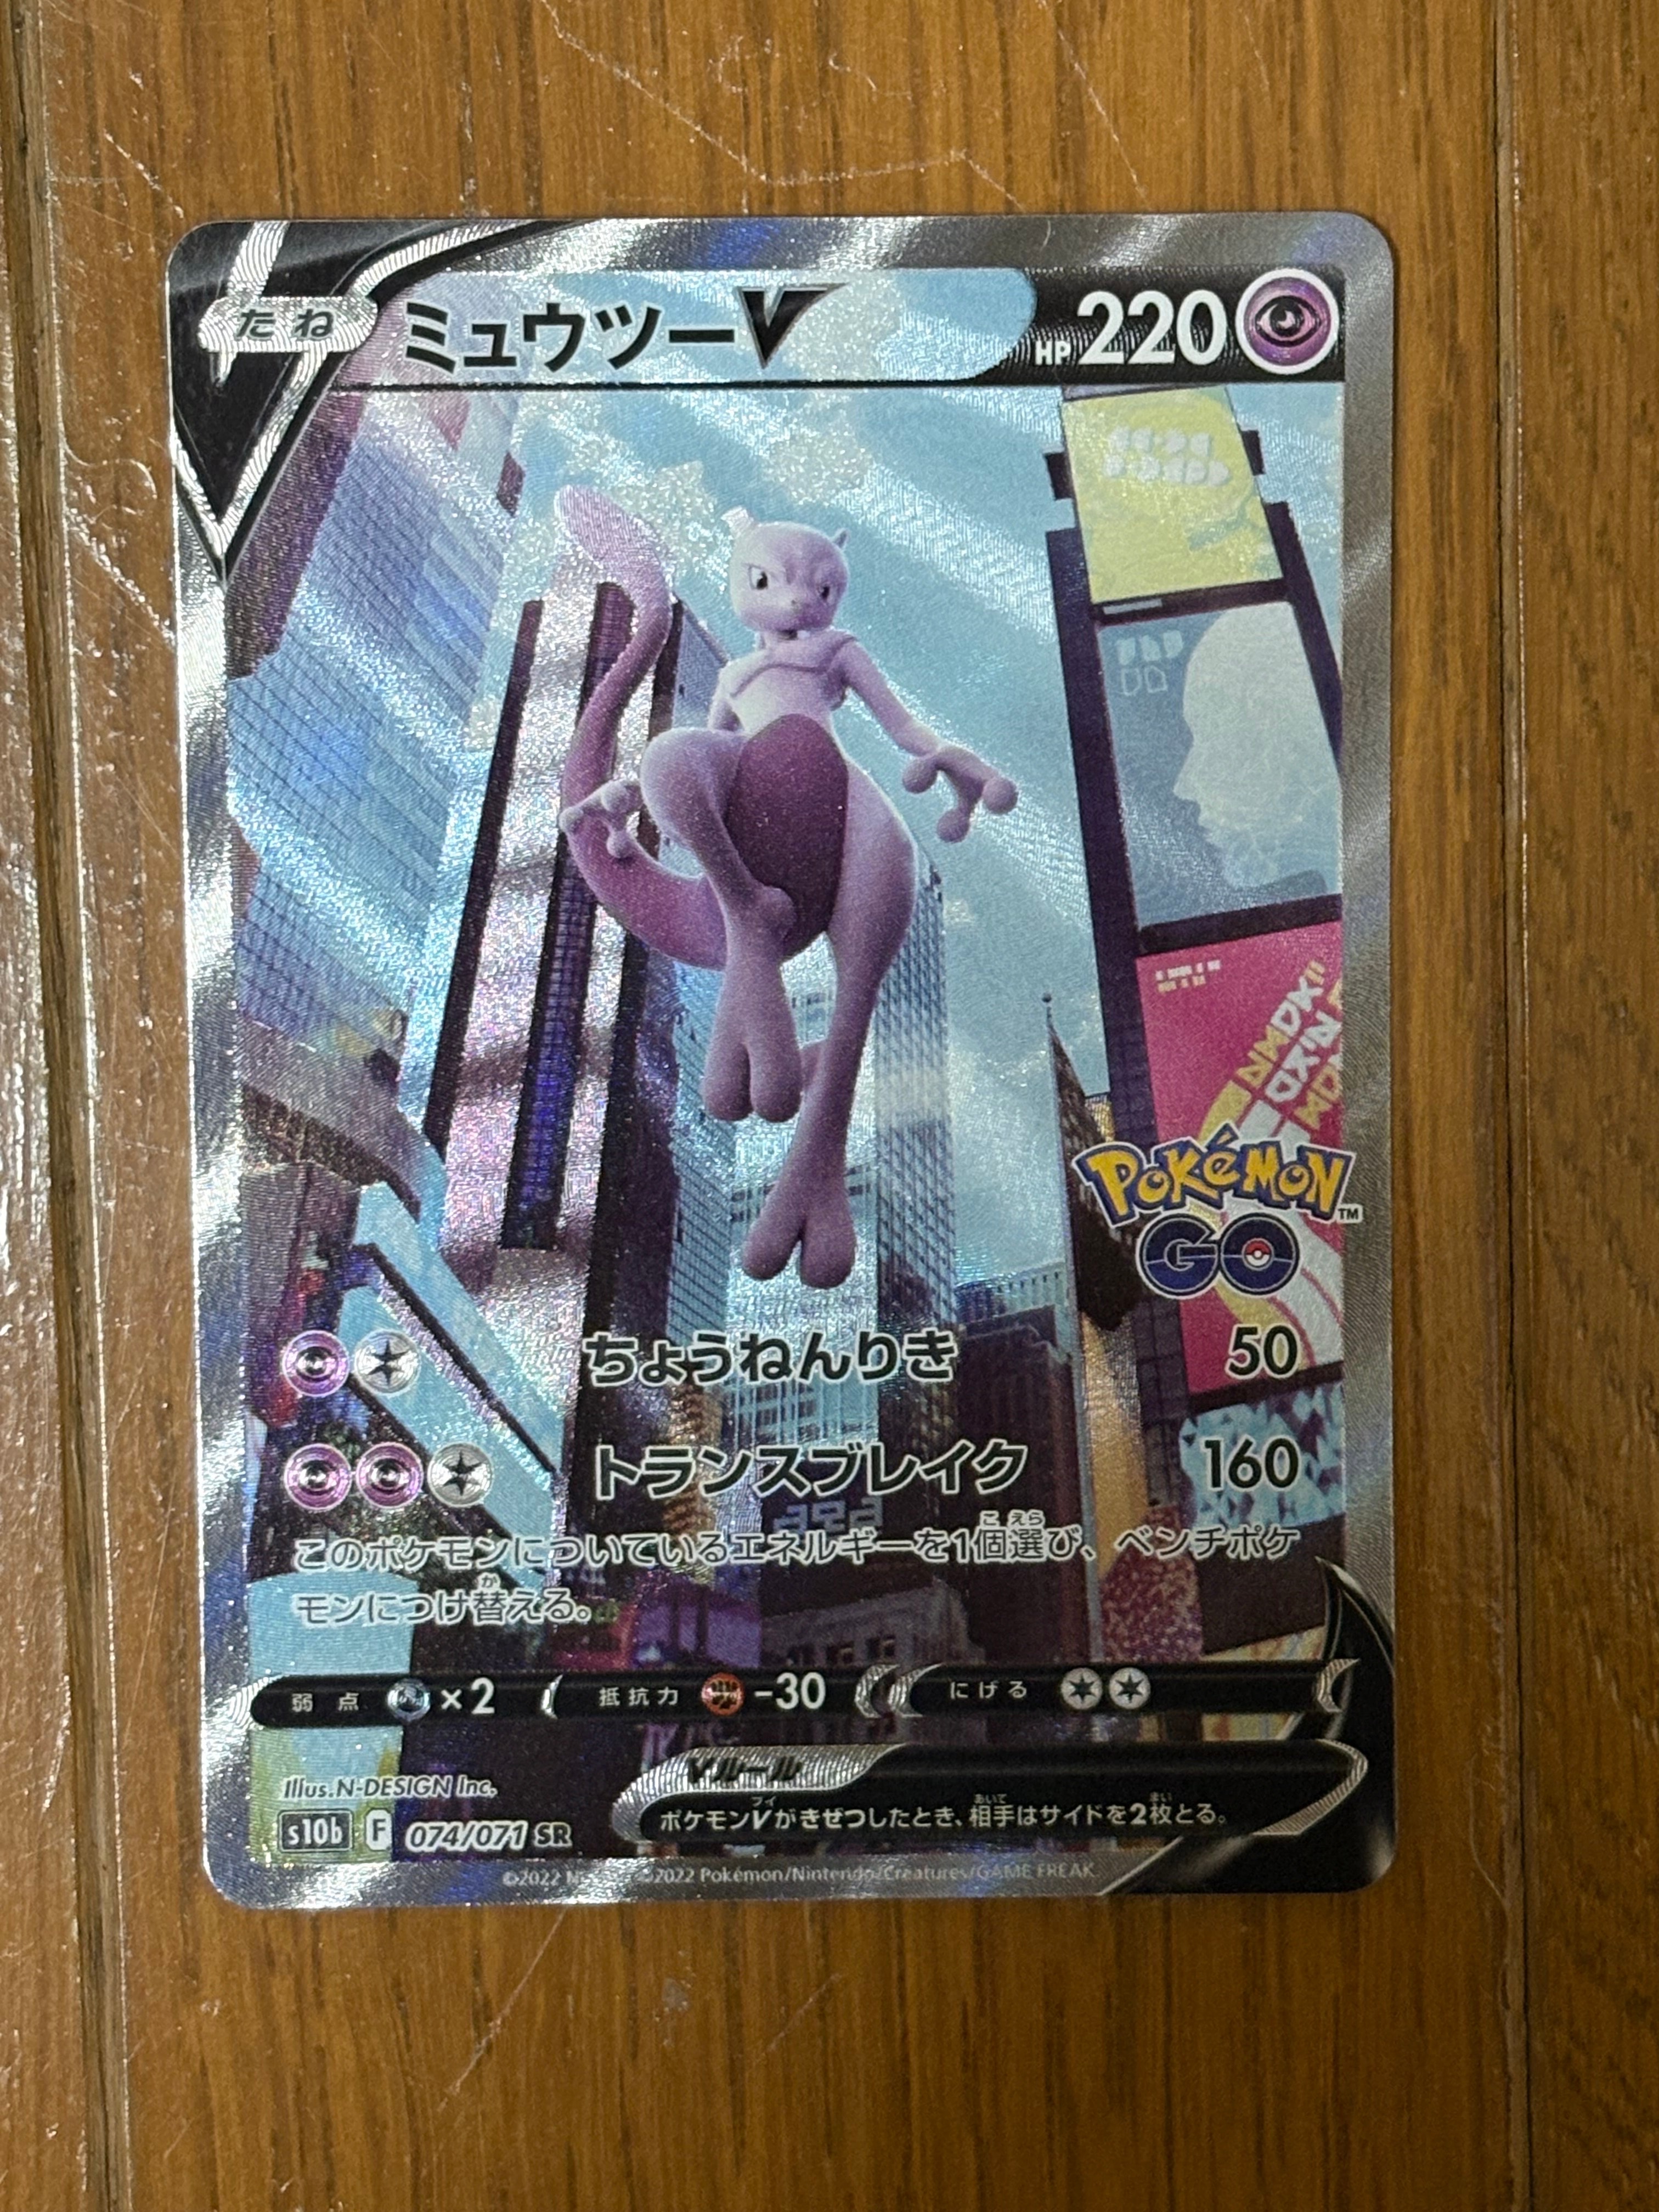 たね ミュウツーV HP 220
Pokémon GO™
ちょうねんりき 50
トランスブレイク 160
このポケモンについているエネルギーを1個選び、ベンチポケ
モンにつけ替える。
弱点 ×2 抵抗力 -30 にげる
Vルール
ポケモンVがきぜつしたとき、相手はサイドを2枚とる。
Illus.N-DESIGN Inc.
s10b F 074/071 SR
©2022 ©2022 Pokémon/Nintendo/Creatures/GAME FREAK